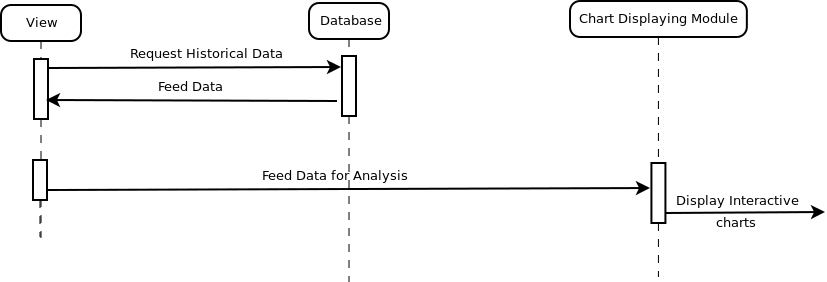 View
Database
Chart Displaying Module
Request Historical Data
Feed Data
Feed Data for Analysis
Display Interactive
charts